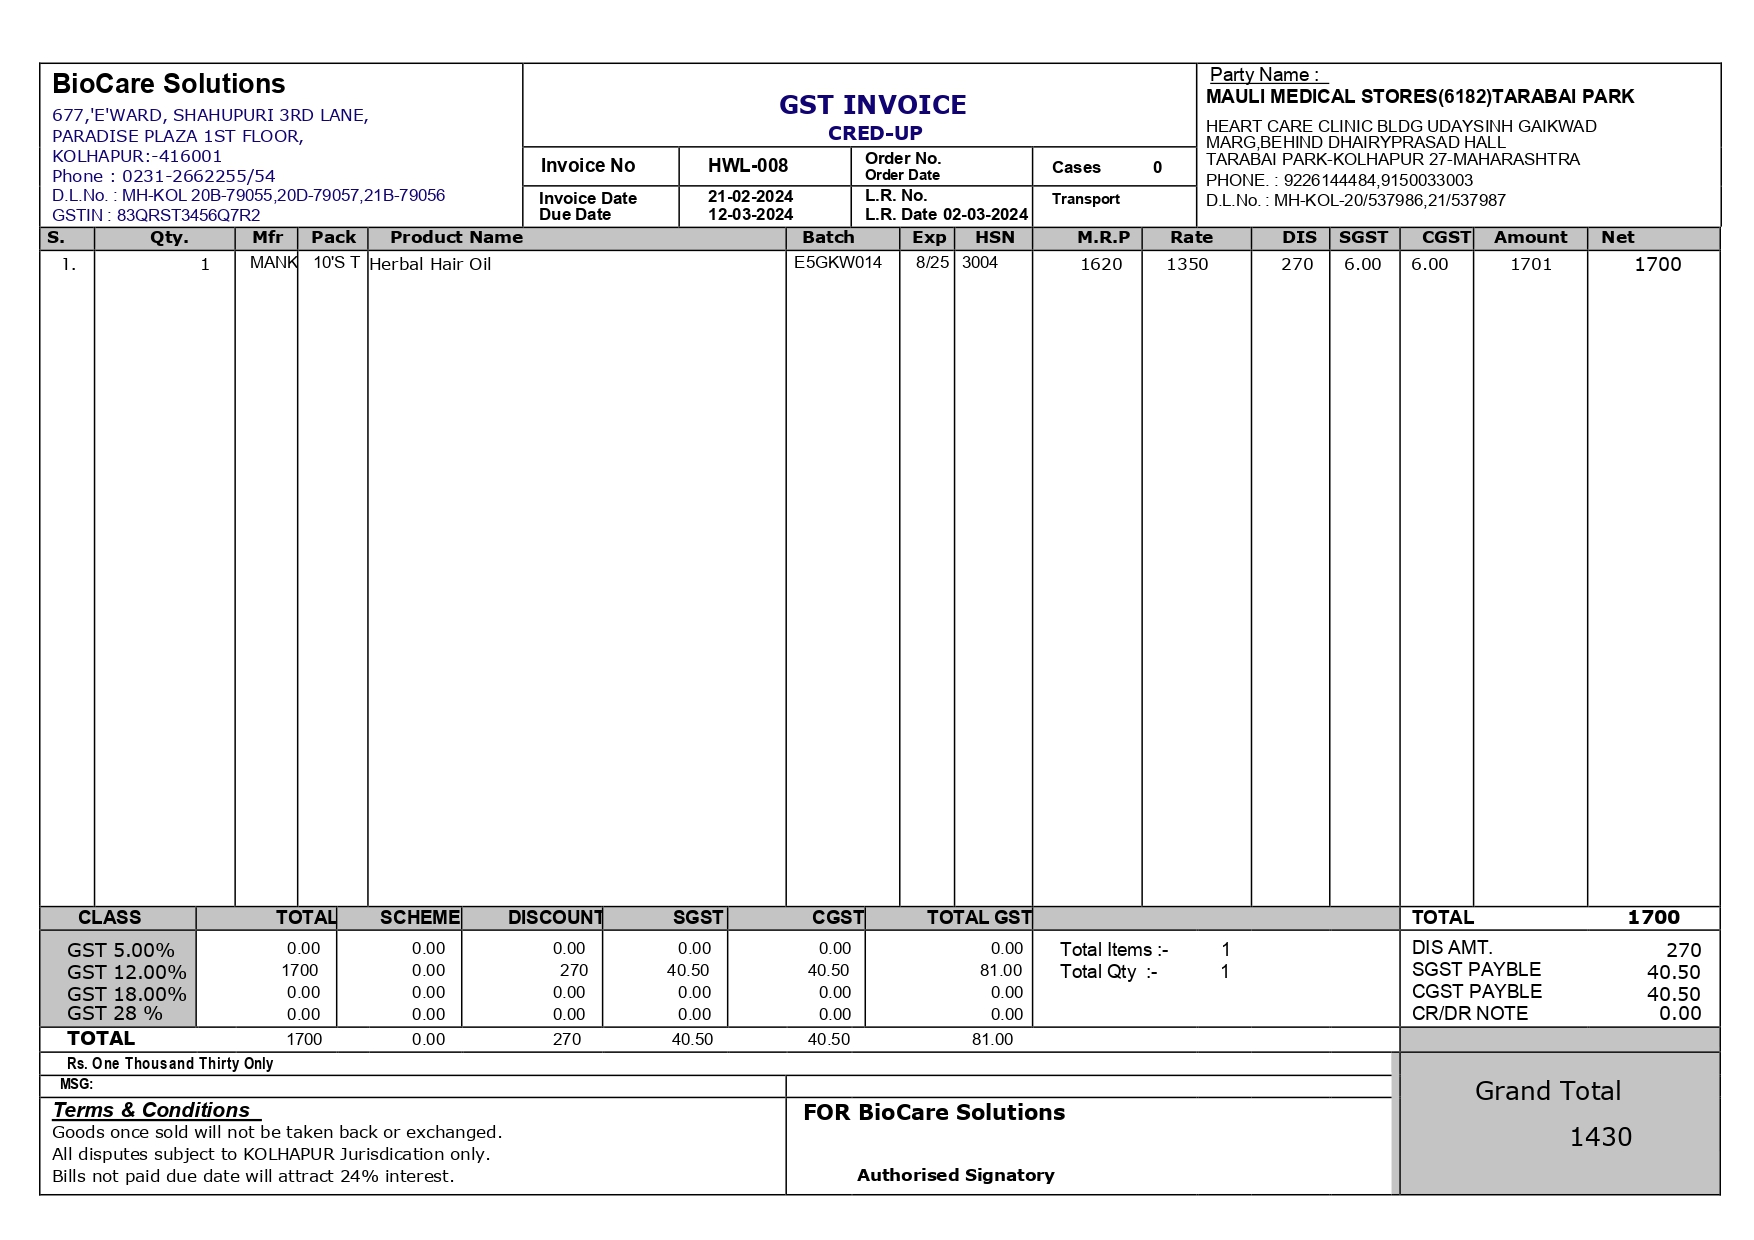 BioCare Solutions
677,'E'WARD, SHAHUPURI 3RD LANE,
PARADISE PLAZA 1ST FLOOR,
KOLHAPUR:-416001
Phone : 0231-2662255/54
D.L.No. : MH-KOL 20B-79055,20D-79057,21B-79056
GSTIN : 83QRST3456Q7R2
GST INVOICE
CRED-UP
Invoice No HWL-008 Order No. Cases 0
Order Date
Invoice Date 21-02-2024 L.R. No. Transport
Due Date 12-03-2024 L.R. Date 02-03-2024
Party Name :
MAULI MEDICAL STORES(6182)TARABAI PARK
HEART CARE CLINIC BLDG UDAYSINH GAIKWAD
MARG,BEHIND DHAIRYPRASAD HALL
TARABAI PARK-KOLHAPUR 27-MAHARASHTRA
PHONE. : 9226144484,9150033003
D.L.No. : MH-KOL-20/537986,21/537987
S. Qty. Mfr Pack Product Name Batch Exp HSN M.R.P Rate DIS SGST CGST Amount Net
1. 1 MANK 10'S T Herbal Hair Oil E5GKW014 8/25 3004 1620 1350 270 6.00 6.00 1701 1700
CLASS TOTAL SCHEME DISCOUNT SGST CGST TOTAL GST
GST 5.00% 0.00 0.00 0.00 0.00 0.00 0.00
GST 12.00% 1700 0.00 270 40.50 40.50 81.00
GST 18.00% 0.00 0.00 0.00 0.00 0.00 0.00
GST 28 % 0.00 0.00 0.00 0.00 0.00 0.00
TOTAL 1700 0.00 270 40.50 40.50 81.00
Total Items :- 1
Total Qty :- 1
TOTAL 1700
DIS AMT. 270
SGST PAYBLE 40.50
CGST PAYBLE 40.50
CR/DR NOTE 0.00
Rs. One Thousand Thirty Only
MSG:
Terms & Conditions
Goods once sold will not be taken back or exchanged.
All disputes subject to KOLHAPUR Jurisdication only.
Bills not paid due date will attract 24% interest.
FOR BioCare Solutions
Authorised Signatory
Grand Total
1430